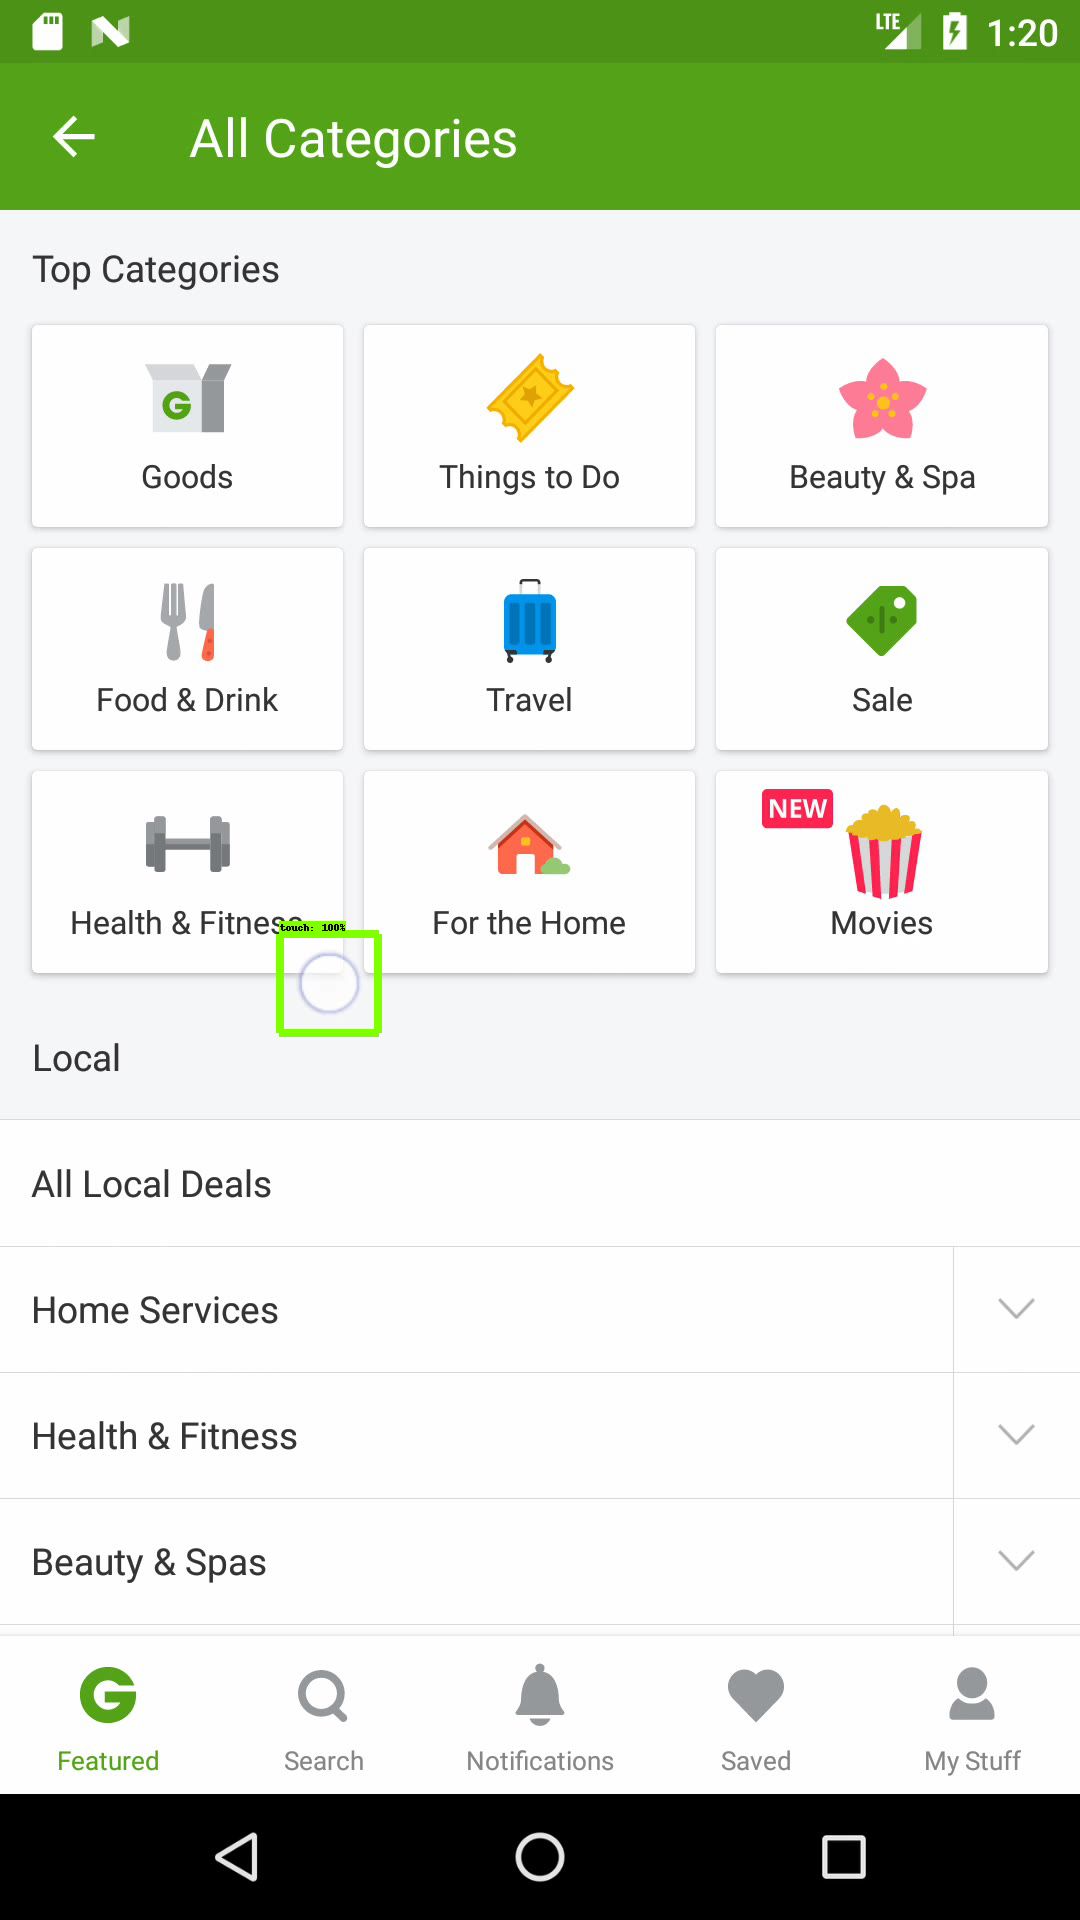 LTE 1:20
All Categories
Top Categories
Goods
Things to Do
Beauty & Spa
Food & Drink
Travel
Sale
NEW
Health & Fitness
For the Home
Movies
touch: 100%
Local
All Local Deals
Home Services
Health & Fitness
Beauty & Spas
Featured
Search
Notifications
Saved
My Stuff